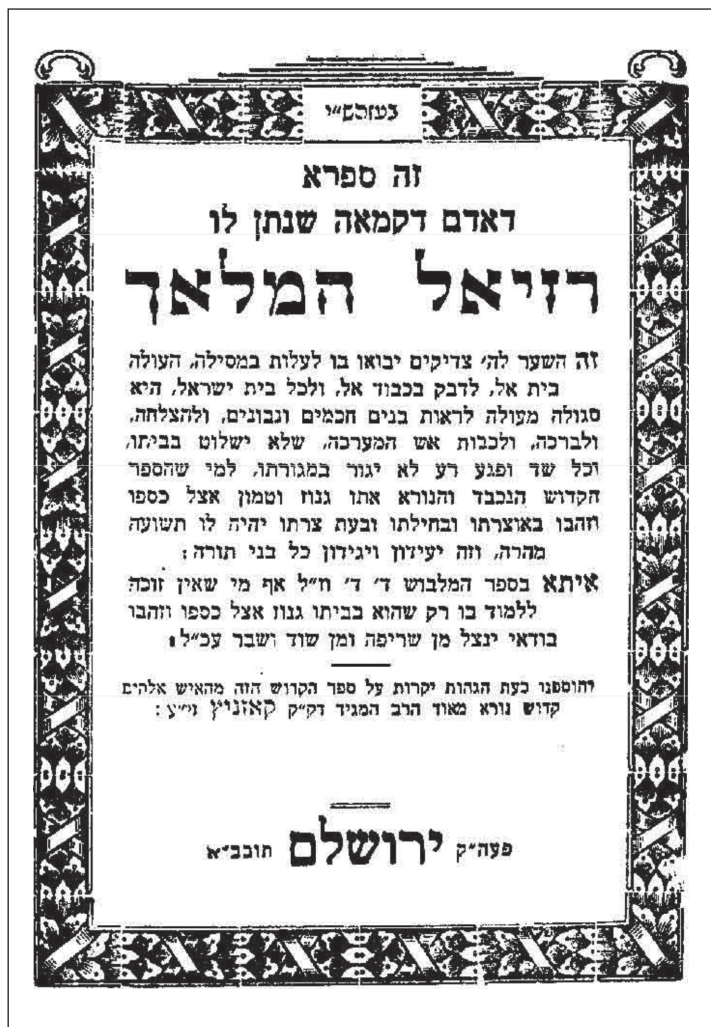 בעזהשי״י
זה ספרא
דאדם דקמאה שנתן לו
רזיאל המלאך
זה השער לה׳ צדיקים יבואו בו לעלות במסילה, העולה
בית אל, לדבק בכבוד אל, ולכל בית ישראל, היא
סגולה מעולה לראות בנים חכמים ונבונים, ולהצלחה,
ולברכה, ולכבות אש המערכה, שלא ישלוט בביתו,
וכל שד ופגע רע לא יגור במגורתו, למי שהספר
הקדוש הנכבד והנורא אתו גנוז וטמון אצל כספו
וזהבו באוצרתו ובחילתו ובעת צרתו יהיה לו תשועה
מהרה, וזה יעידון ויגידון כל בני תורה:
איתא בספר המלבוש ד׳ ד׳ וז״ל אף מי שאין זוכה
ללמוד בו רק שהוא בביתו גנוז אצל כספו וזהבו
בודאי ינצל מן שריפה ומן שוד ושבר עכ״ל:
והוספנו כעת הגהות יקרות על ספר הקדוש הזה מהאיש אלהים
קדוש נורא מאוד הרב המגיד דק״ק קאזניץ זי״ע:
פעה״ק ירושלם תובב״א